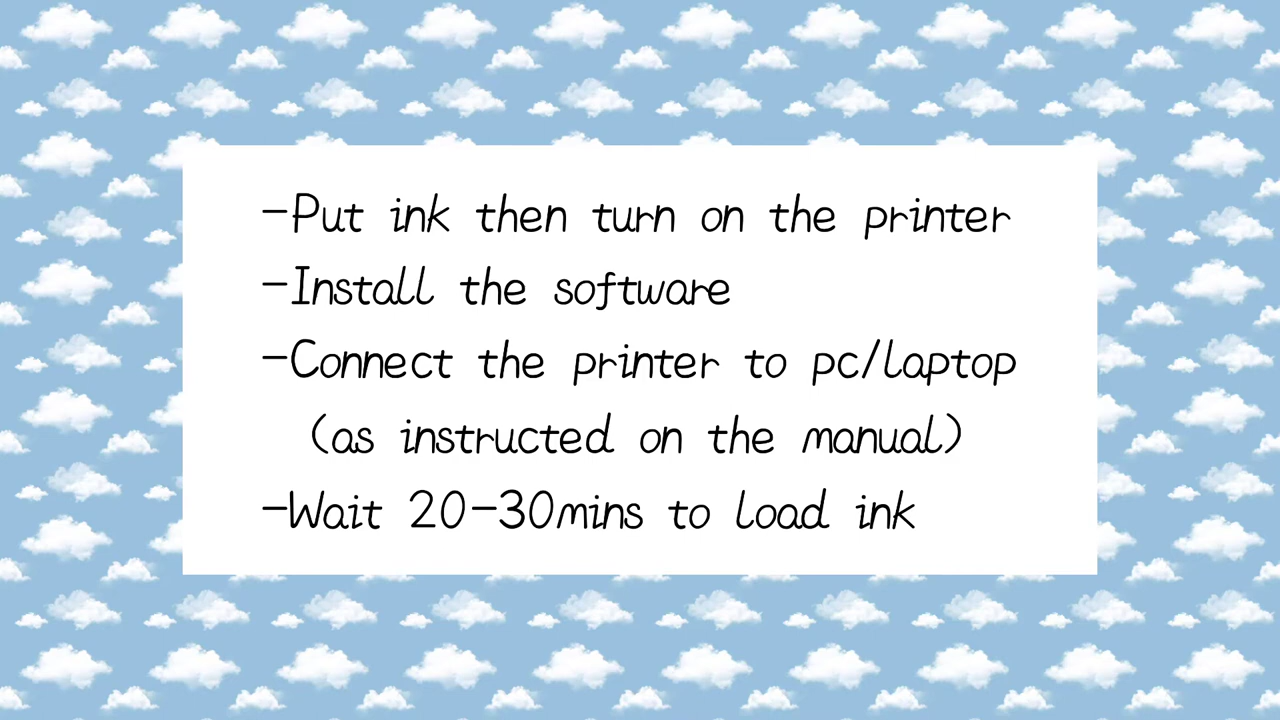 -Put ink then turn on the printer
-Install the software
-Connect the printer to pc/laptop
(as instructed on the manual)
-Wait 20-30mins to load ink